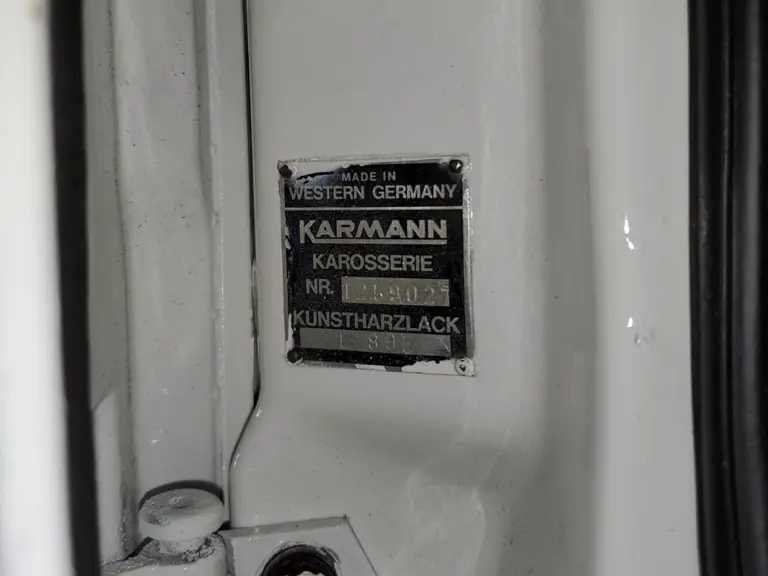 MADE IN
WESTERN GERMANY
KARMANN
KAROSSERIE
NR.
KUNSTHARZLACK